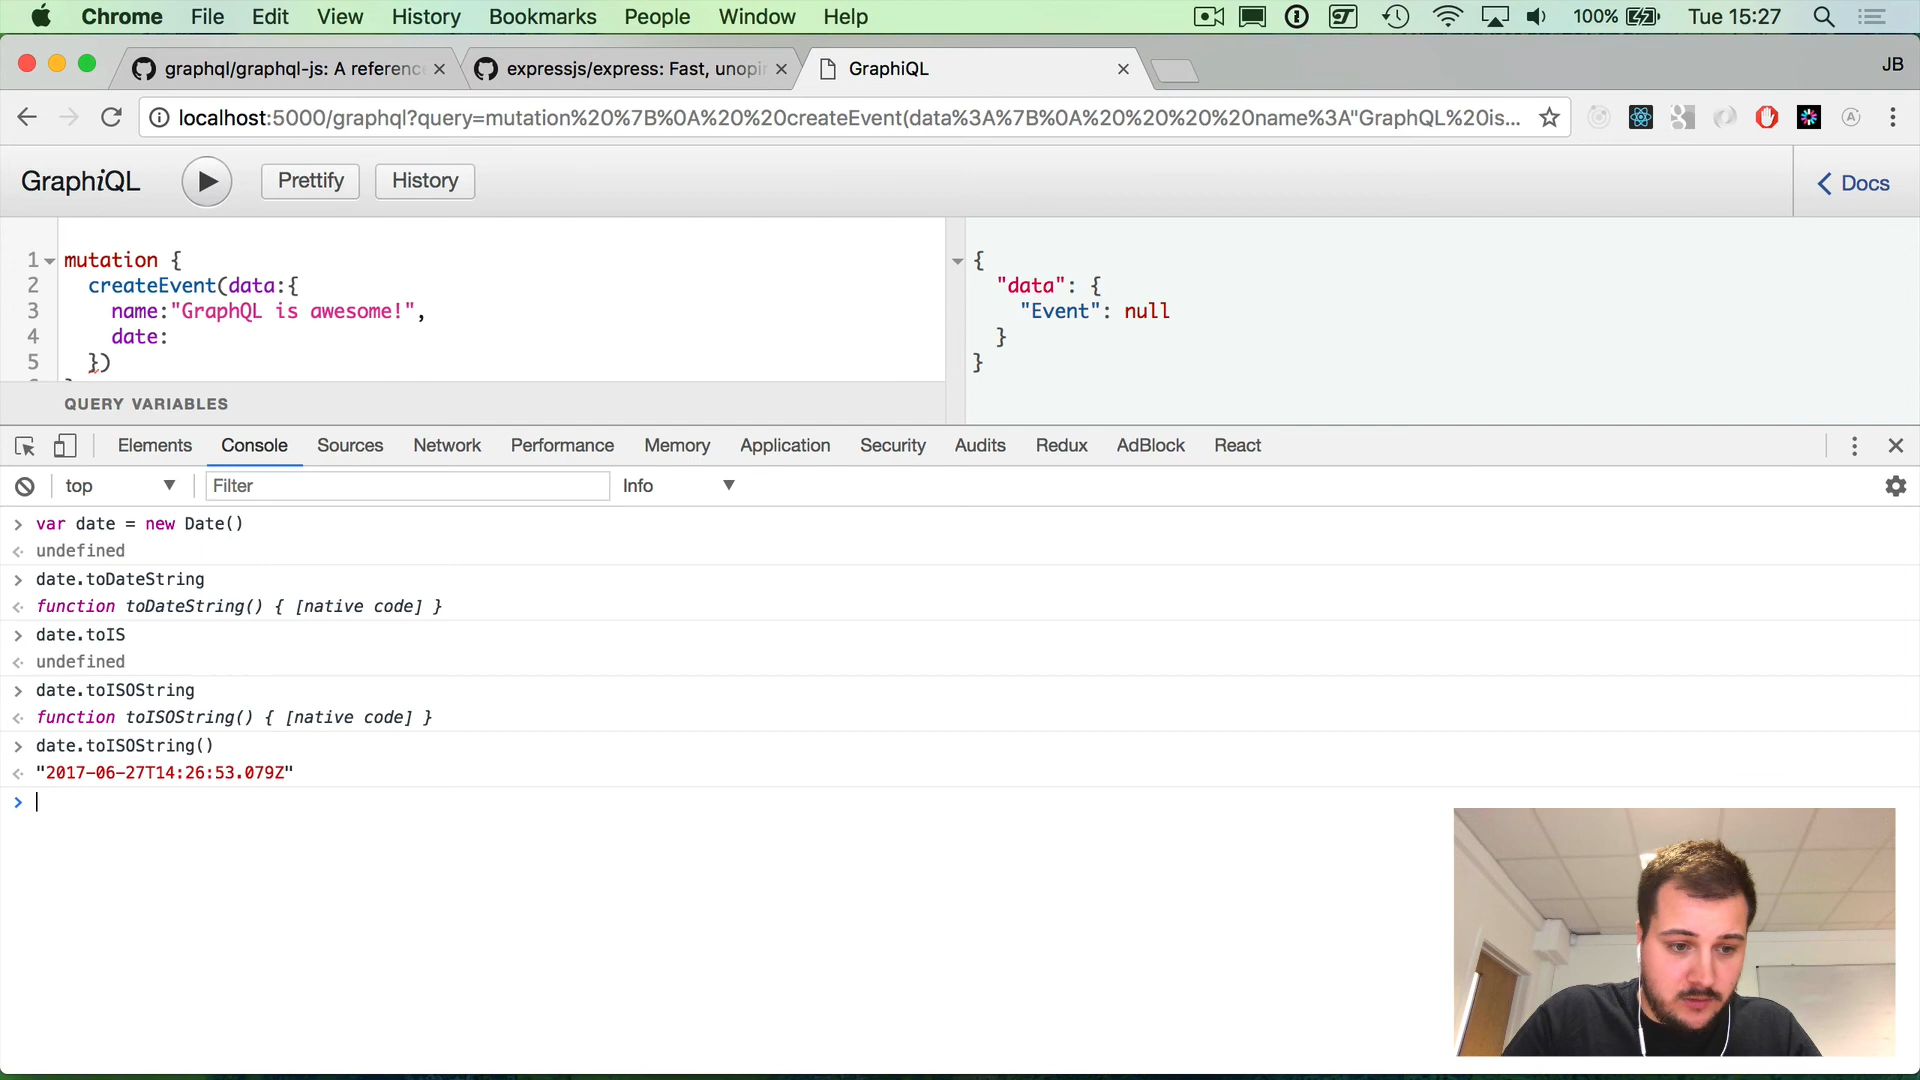 Chrome File Edit View History Bookmarks People Window Help 100% Tue 15:27
graphql/graphql-js: A reference expressjs/express: Fast, unopin GraphiQL JB
localhost:5000/graphql?query=mutation%20%7B%0A%20%20createEvent(data%3A%7B%0A%20%20%20%20name%3A"GraphQL%20is...
GraphiQL Prettify History Docs
1 mutation {
2 createEvent(data:{
3 name:"GraphQL is awesome!",
4 date:
5 })
QUERY VARIABLES
{
"data": {
"Event": null
}
}
Elements Console Sources Network Performance Memory Application Security Audits Redux AdBlock React
top Filter Info
> var date = new Date()
undefined
> date.toDateString
function toDateString() { [native code] }
> date.toIS
undefined
> date.toISOString
function toISOString() { [native code] }
> date.toISOString()
"2017-06-27T14:26:53.079Z"
>